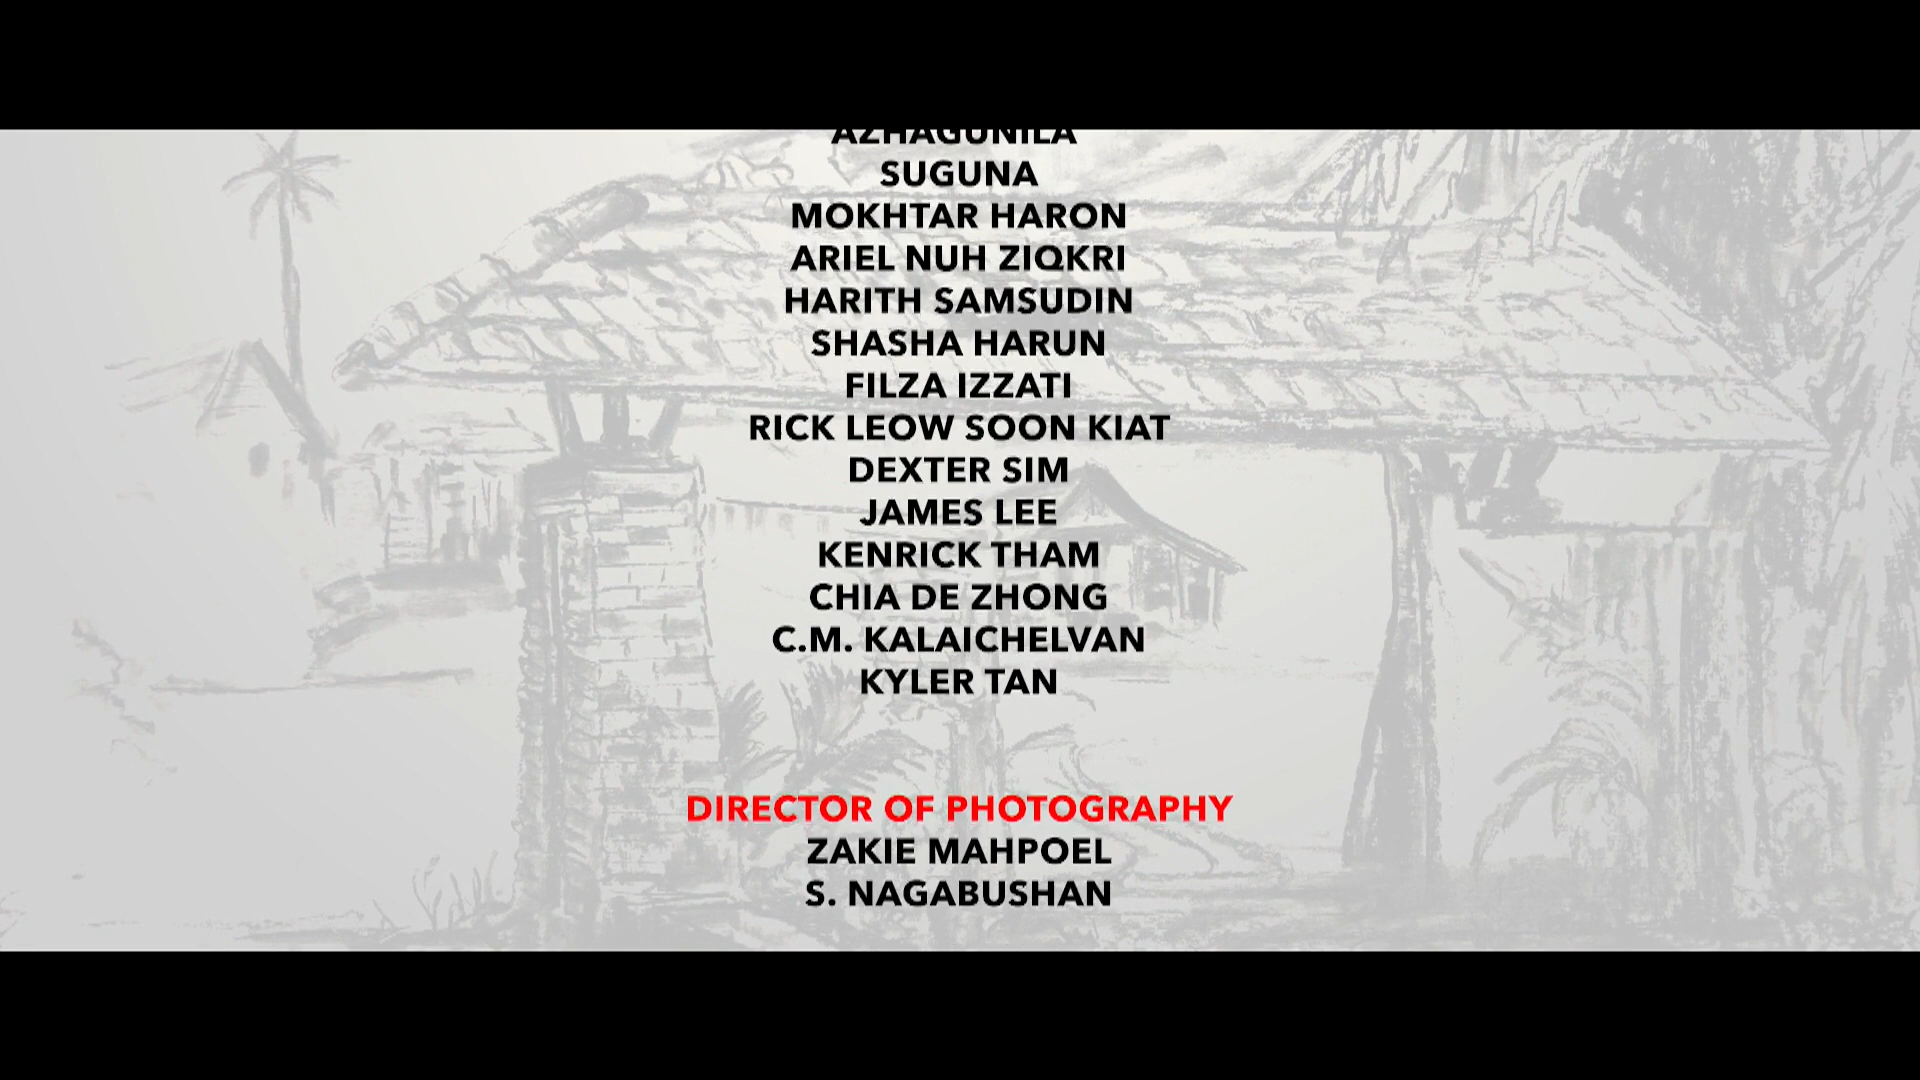 AZHAGUNILA
SUGUNA
MOKHTAR HARON
ARIEL NUH ZIQKRI
HARITH SAMSUDIN
SHASHA HARUN
FILZA IZZATI
RICK LEOW SOON KIAT
DEXTER SIM
JAMES LEE
KENRICK THAM
CHIA DE ZHONG
C.M. KALAICHELVAN
KYLER TAN
DIRECTOR OF PHOTOGRAPHY
ZAKIE MAHPOEL
S. NAGABUSHAN